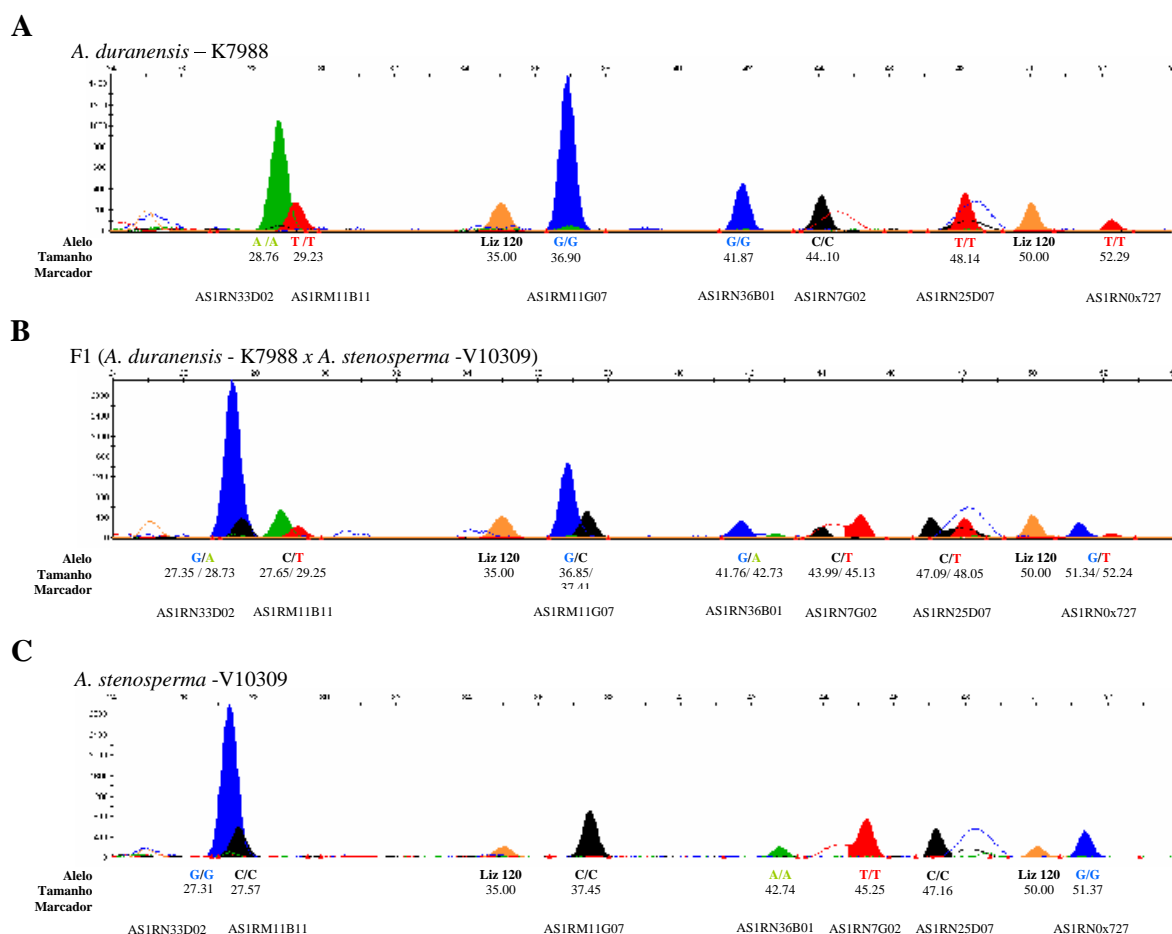 A
A. duranensis – K7988
Alelo A /A T /T Liz 120 G/G G/G C/C T/T Liz 120 T/T
Tamanho 28.76 29.23 35.00 36.90 41.87 44..10 48.14 50.00 52.29
Marcador
AS1RN33D02 AS1RM11B11 AS1RM11G07 AS1RN36B01 AS1RN7G02 AS1RN25D07 AS1RN0x727
B
F1 (A. duranensis - K7988 x A. stenosperma -V10309)
Alelo G/A C/T Liz 120 G/C G/A C/T C/T Liz 120 G/T
Tamanho 27.35 / 28.73 27.65/ 29.25 35.00 36.85/ 41.76/ 42.73 43.99/ 45.13 47.09/ 48.05 50.00 51.34/ 52.24
Marcador 37.41
AS1RN33D02 AS1RM11B11 AS1RM11G07 AS1RN36B01 AS1RN7G02 AS1RN25D07 AS1RN0x727
C
A. stenosperma -V10309
Alelo G/G C/C Liz 120 C/C A/A T/T C/C Liz 120 G/G
Tamanho 27.31 27.57 35.00 37.45 42.74 45.25 47.16 50.00 51.37
Marcador
AS1RN33D02 AS1RM11B11 AS1RM11G07 AS1RN36B01 AS1RN7G02 AS1RN25D07 AS1RN0x727